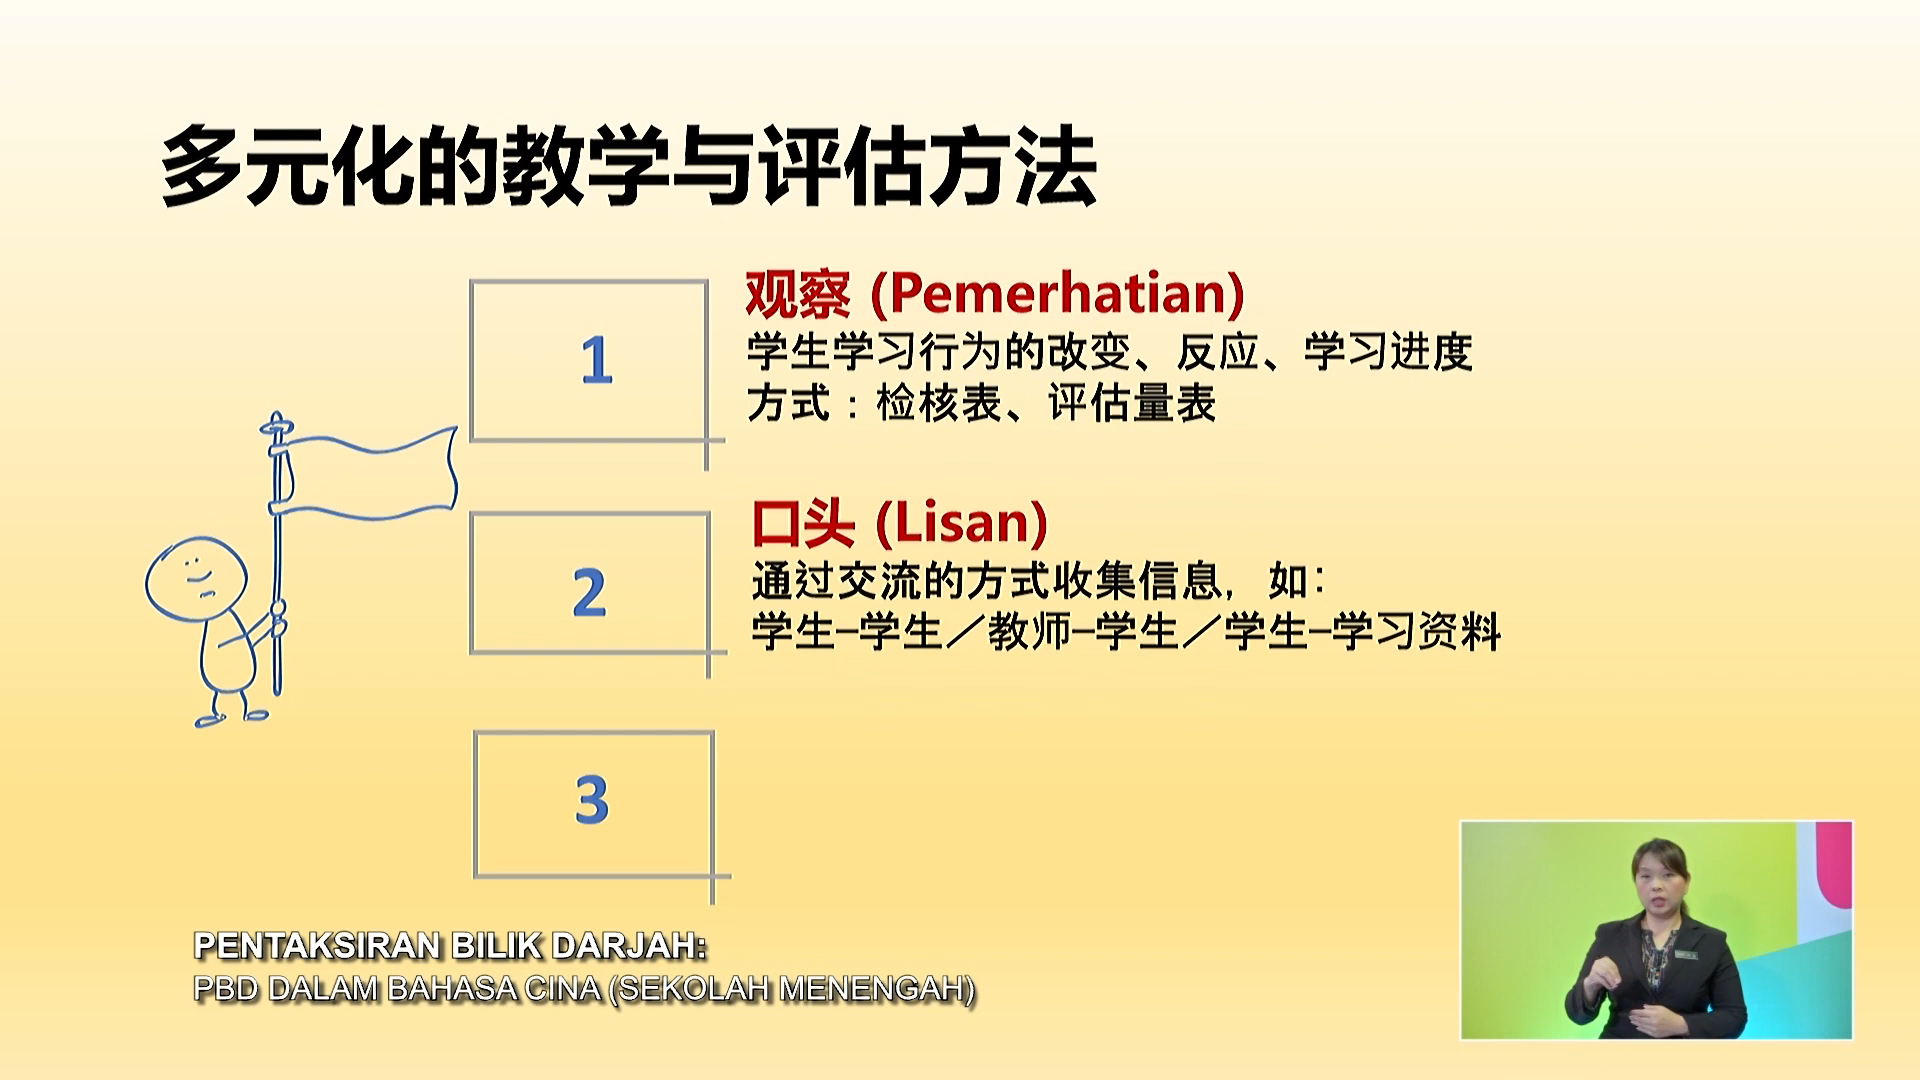 多元化的教学与评估方法
1
观察 (Pemerhatian)
学生学习行为的改变、反应、学习进度
方式：检核表、评估量表
2
口头 (Lisan)
通过交流的方式收集信息，如：
学生–学生／教师–学生／学生–学习资料
3
PENTAKSIRAN BILIK DARJAH:
PBD DALAM BAHASA CINA (SEKOLAH MENENGAH)